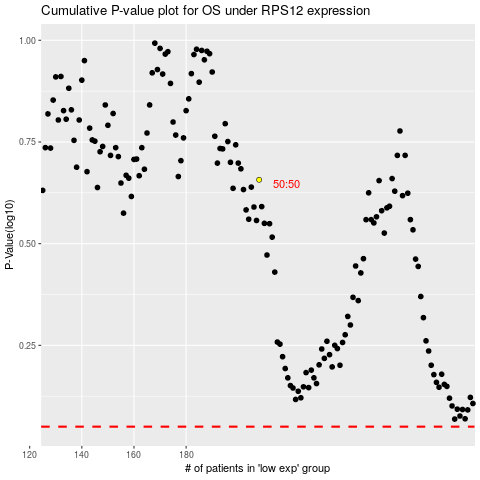 Cumulative P-value plot for OS under RPS12 expression
P-Value(log10)
1.00
0.75
0.50
0.25
50:50
120 140 160 180
# of patients in 'low exp' group